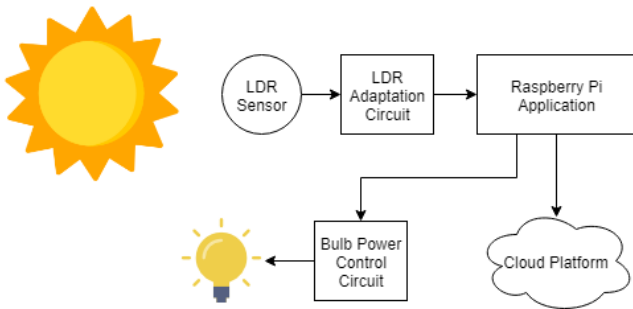 LDR
Sensor
LDR
Adaptation
Circuit
Raspberry Pi
Application
Bulb Power
Control
Circuit
Cloud Platform